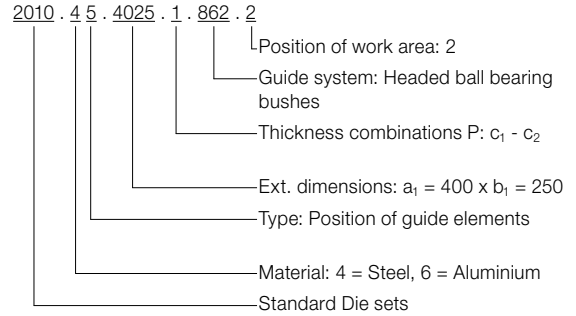 2010 . 4 5 . 4025 . 1 . 862 . 2
Position of work area: 2
Guide system: Headed ball bearing
bushes
Thickness combinations P: c₁ - c₂
Ext. dimensions: a₁ = 400 x b₁ = 250
Type: Position of guide elements
Material: 4 = Steel, 6 = Aluminium
Standard Die sets